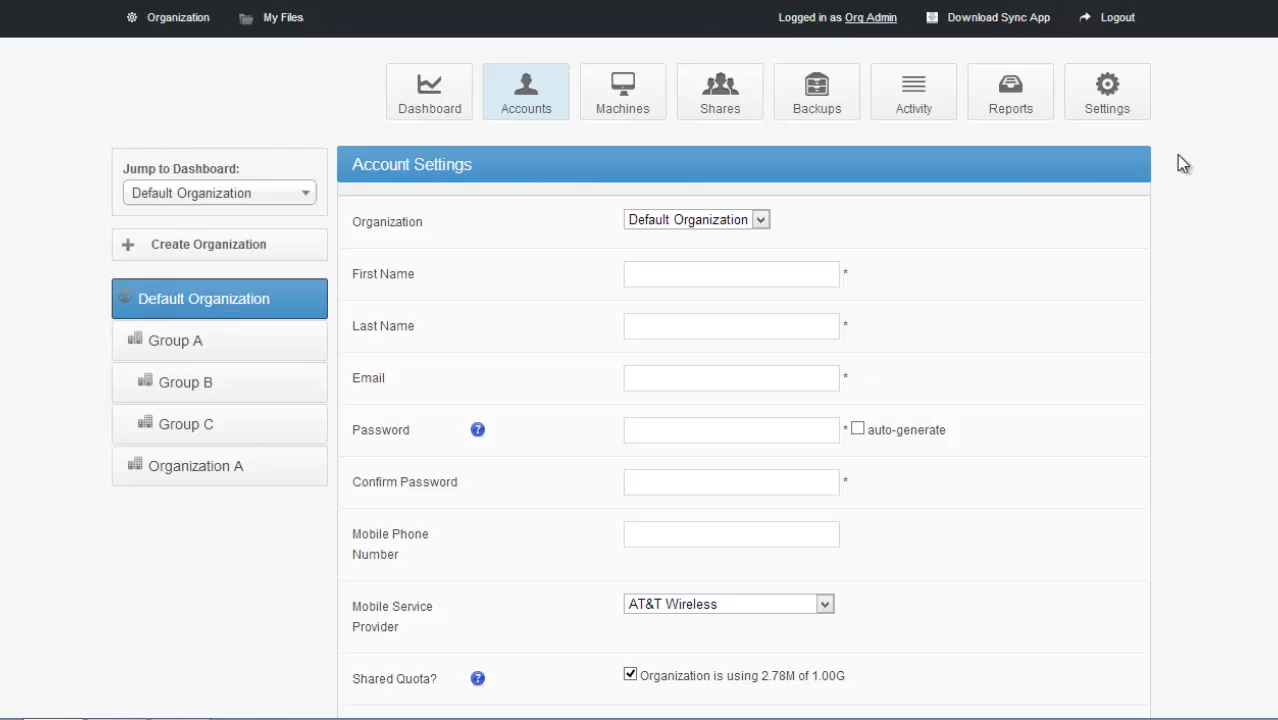 Organization My Files Logged in as Org Admin Download Sync App Logout
Dashboard Accounts Machines Shares Backups Activity Reports Settings
Jump to Dashboard:
Default Organization
Create Organization
Default Organization
Group A
Group B
Group C
Organization A
Account Settings
Organization Default Organization
First Name *
Last Name *
Email *
Password ? * auto-generate
Confirm Password *
Mobile Phone
Number
Mobile Service
Provider
AT&T Wireless
Shared Quota? ? Organization is using 2.78M of 1.00G